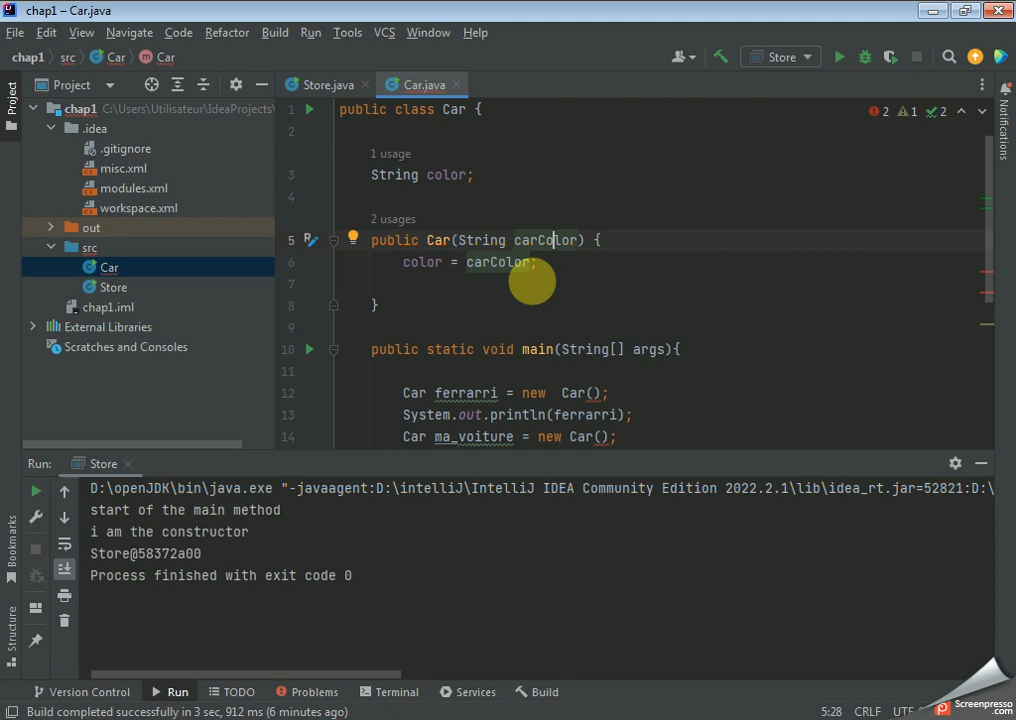 chap1 – Car.java
File Edit View Navigate Code Refactor Build Run Tools VCS Window Help
chap1 src Car Car Store
Project
Project
Store.java Car.java
chap1 C:\Users\Utilisateur\IdeaProjects\
.idea
.gitignore
misc.xml
modules.xml
workspace.xml
out
src
Car
Store
chap1.iml
External Libraries
Scratches and Consoles
2 1 2
1 public class Car {
2
1 usage
3 String color;
4
2 usages
5 public Car(String carColor) {
6 color = carColor;
7
8 }
9
10 public static void main(String[] args){
11
12 Car ferrarri = new Car();
13 System.out.println(ferrarri);
14 Car ma_voiture = new Car();
Notifications
Run: Store
D:\openJDK\bin\java.exe "-javaagent:D:\intelliJ\IntelliJ IDEA Community Edition 2022.2.1\lib\idea_rt.jar=52821:D:\
start of the main method
i am the constructor
Store@58372a00
Process finished with exit code 0
Bookmarks
Structure
Version Control Run TODO Problems Terminal Services Build
Build completed successfully in 3 sec, 912 ms (6 minutes ago) 5:28 CRLF UTF
Screenpresso
.com